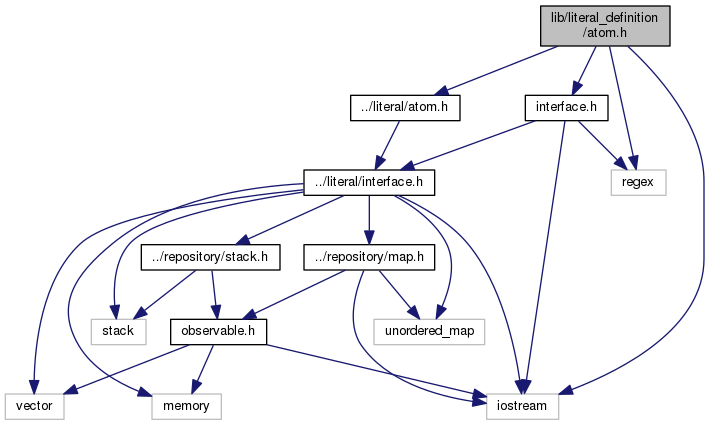 lib/literal_definition
/atom.h
../literal/atom.h
interface.h
../literal/interface.h
regex
../repository/stack.h
../repository/map.h
stack
observable.h
unordered_map
vector
memory
iostream